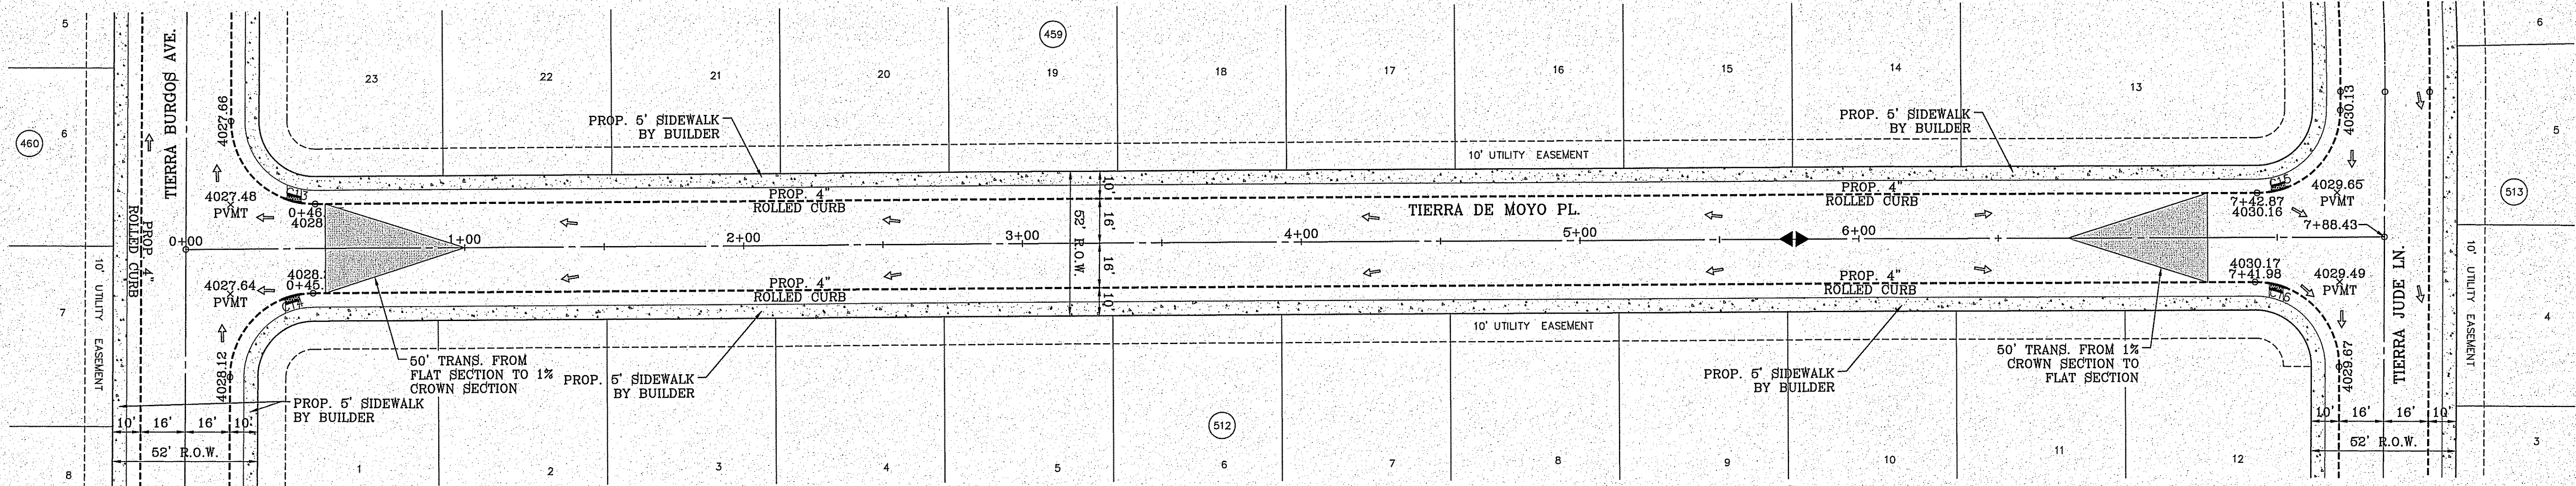 5
6
460
7
8
10' UTILITY EASEMENT
PROP. 4"
ROLLED CURB
TIERRA BURGOS AVE.
4027.66
4027.48
PVMT
0+00
4027.64
PVMT
4028.12
C13
0+46.
4028
4028.
0+45.
C14
10' 16' 16' 10'
52' R.O.W.
23
22
21
20
459
19
18
17
16
15
14
13
PROP. 5' SIDEWALK
BY BUILDER
PROP. 5' SIDEWALK
BY BUILDER
10' UTILITY EASEMENT
PROP. 4"
ROLLED CURB
TIERRA DE MOYO PL.
PROP. 4"
ROLLED CURB
1+00
2+00
3+00
4+00
5+00
6+00
10'
16'
52' R.O.W.
16'
10'
PROP. 4"
ROLLED CURB
PROP. 4"
ROLLED CURB
10' UTILITY EASEMENT
50' TRANS. FROM
FLAT SECTION TO 1%
CROWN SECTION
PROP. 5' SIDEWALK
BY BUILDER
PROP. 5' SIDEWALK
BY BUILDER
PROP. 5' SIDEWALK
BY BUILDER
50' TRANS. FROM 1%
CROWN SECTION TO
FLAT SECTION
512
1
2
3
4
5
6
7
8
9
10
11
12
4030.13
C15
4029.65
PVMT
7+42.87
4030.16
7+88.43
4030.17
7+41.98
4029.49
PVMT
C16
4029.67
TIERRA JUDE LN.
10' UTILITY EASEMENT
10' 16' 16' 10'
52' R.O.W.
6
5
513
4
3